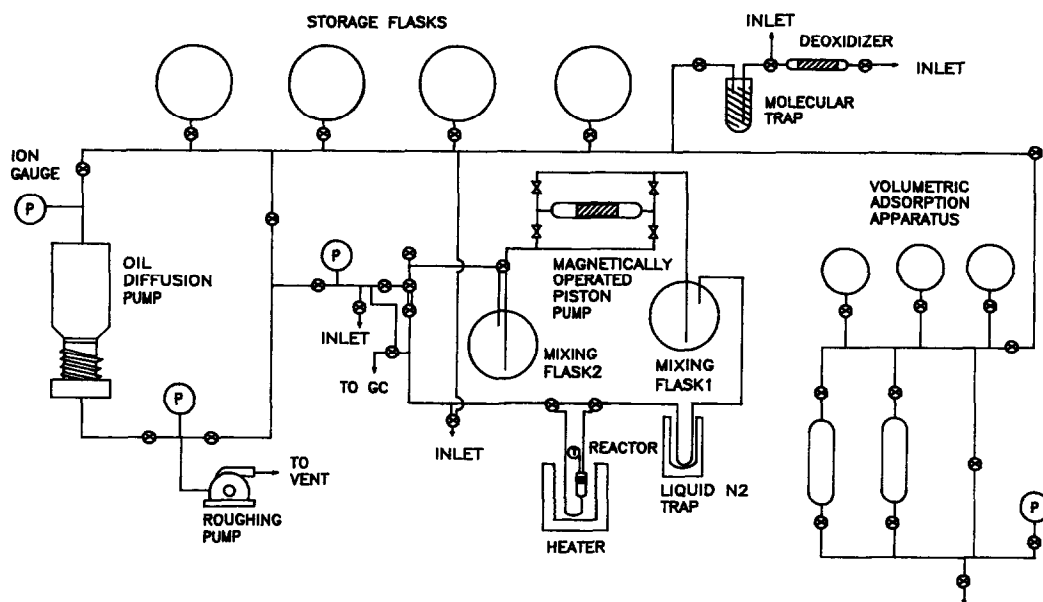 STORAGE FLASKS
INLET
DEOXIDIZER
INLET
MOLECULAR
TRAP
ION
GAUGE
P
OIL
DIFFUSION
PUMP
P
INLET
TO GC
MAGNETICALLY
OPERATED
PISTON
PUMP
MIXING
FLASK2
MIXING
FLASK1
VOLUMETRIC
ADSORPTION
APPARATUS
P
TO
VENT
ROUGHING
PUMP
INLET
T
REACTOR
HEATER
LIQUID N2
TRAP
P